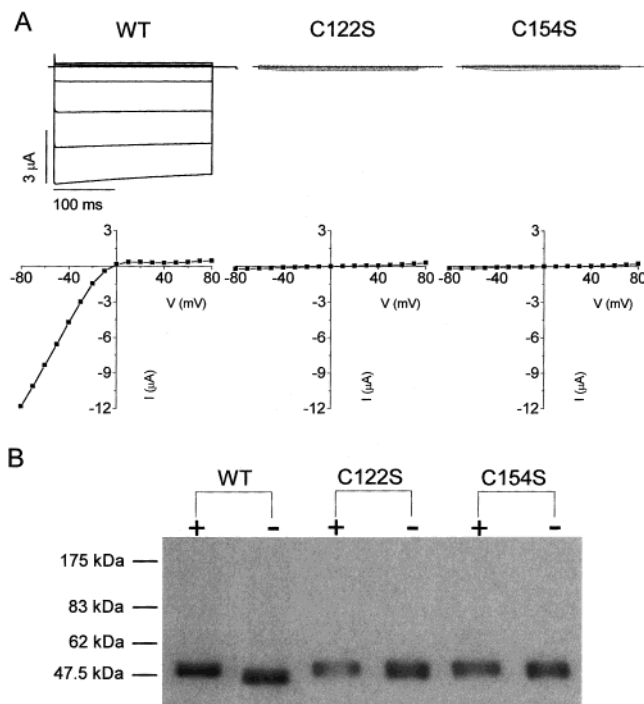 A
WT C122S C154S
3 µA
100 ms
3 3 3
-80 -40 40 80 -80 -40 40 80 -80 -40 40 80
-3 V (mV) -3 V (mV) -3 V (mV)
-6 -6 -6
-9 I (µA) -9 I (µA) -9 I (µA)
-12 -12 -12
B
WT C122S C154S
+ - + - + -
175 kDa
83 kDa
62 kDa
47.5 kDa